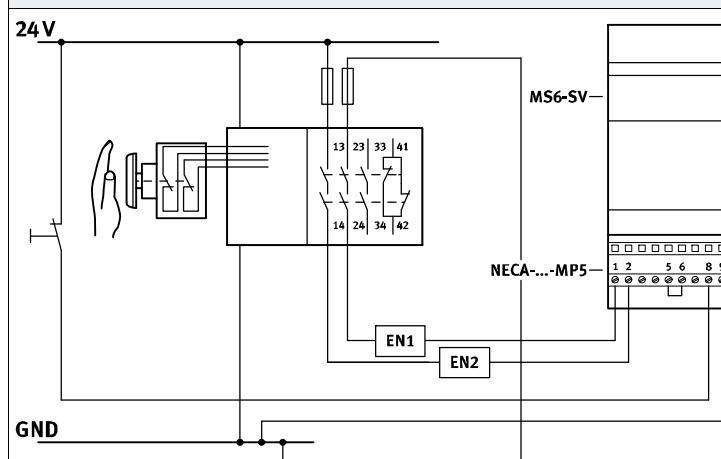 24V
MS6-SV
13 23 33 41
14 24 34 42
NECA-...-MP5
1 2 5 6 8
EN1
EN2
GND